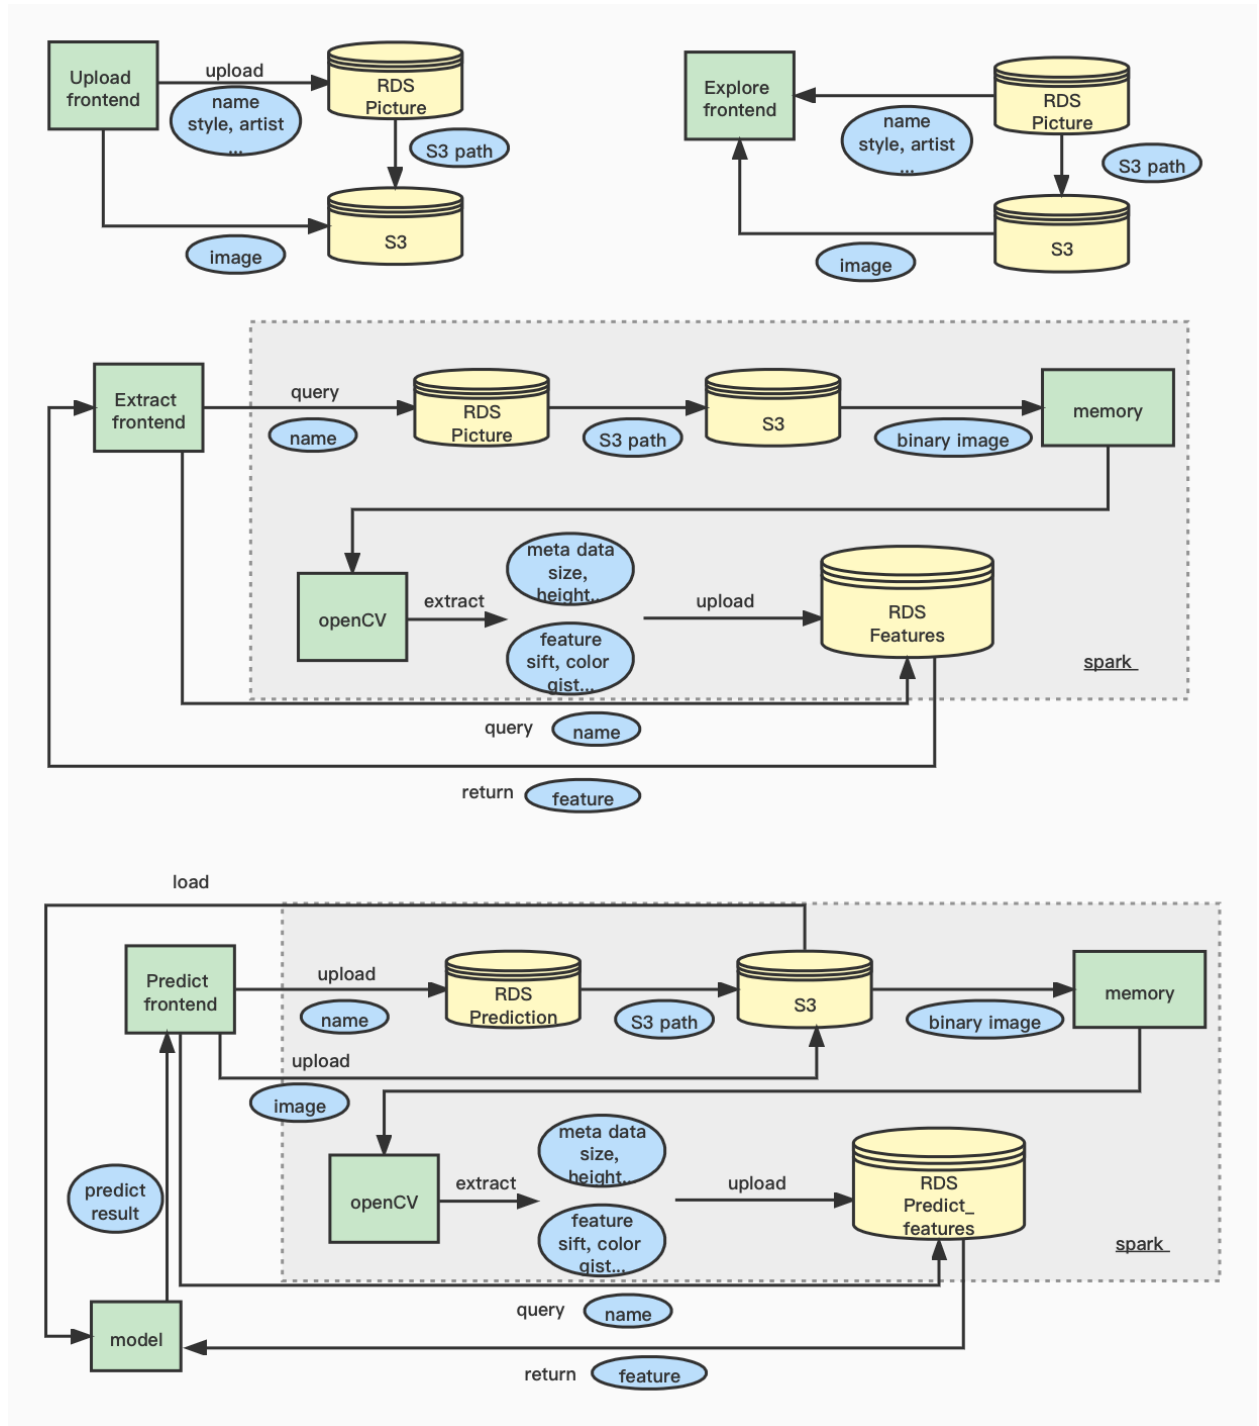 Upload
frontend
upload
name
style, artist
...
RDS
Picture
S3 path
S3
image
Explore
frontend
name
style, artist
...
RDS
Picture
S3 path
S3
image
Extract
frontend
query
name
RDS
Picture
S3 path
S3
binary image
memory
openCV
extract
meta data
size,
height..
feature
sift, color
gist...
upload
RDS
Features
spark
query
name
return
feature
load
Predict
frontend
upload
name
RDS
Prediction
S3 path
S3
binary image
memory
upload
image
predict
result
openCV
extract
meta data
size,
height..
feature
sift, color
gist...
upload
RDS
Predict_
features
spark
query
name
model
return
feature